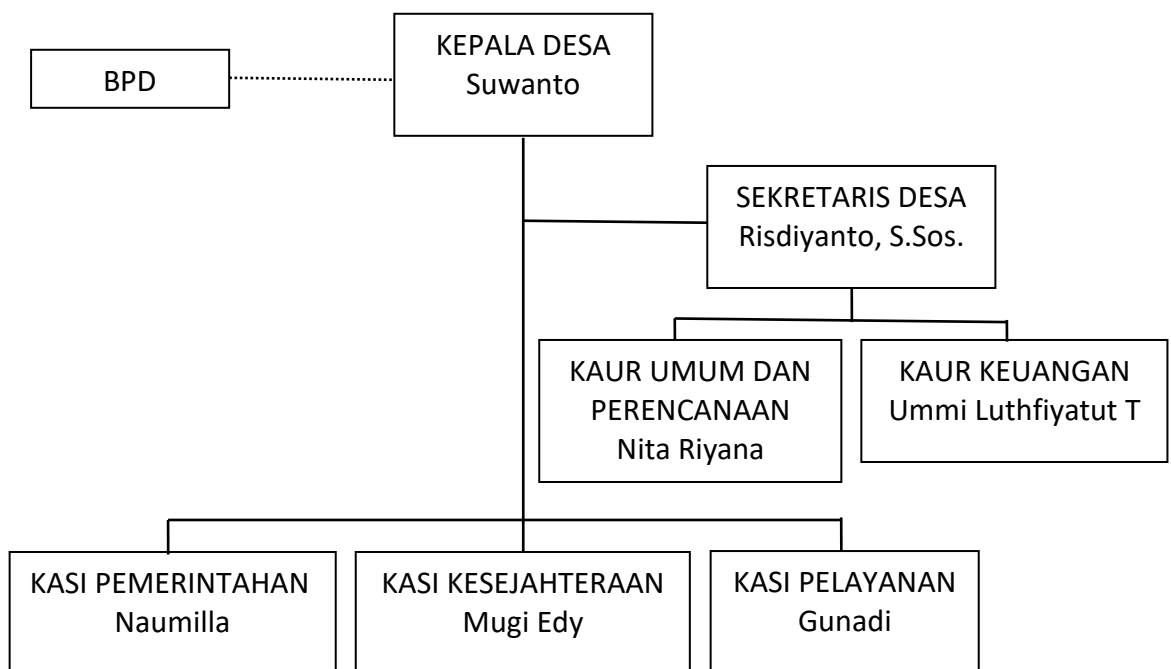 KEPALA DESA
Suwanto
BPD
SEKRETARIS DESA
Risdiyanto, S.Sos.
KAUR UMUM DAN
PERENCANAAN
Nita Riyana
KAUR KEUANGAN
Ummi Luthfiyatut T
KASI PEMERINTAHAN
Naumilla
KASI KESEJAHTERAAN
Mugi Edy
KASI PELAYANAN
Gunadi